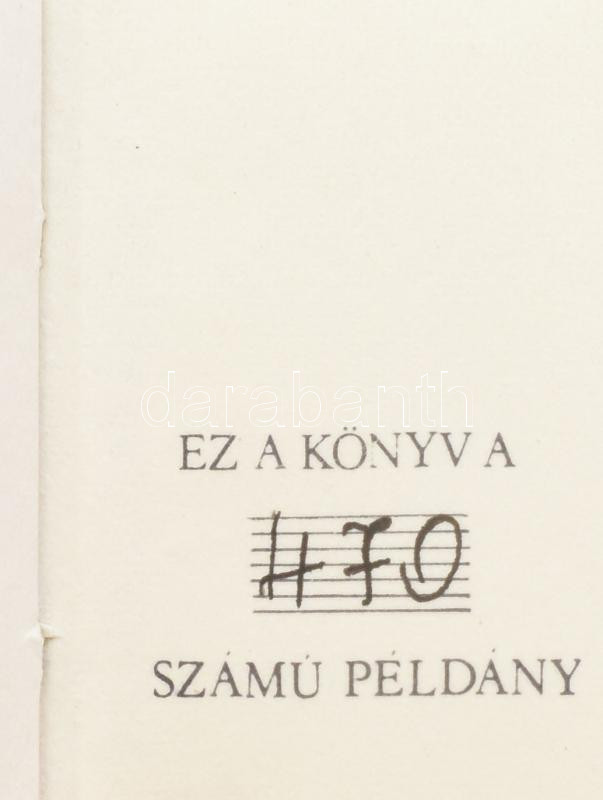 darabanth
EZ A KÖNYV A
470
SZÁMÚ PÉLDÁNY